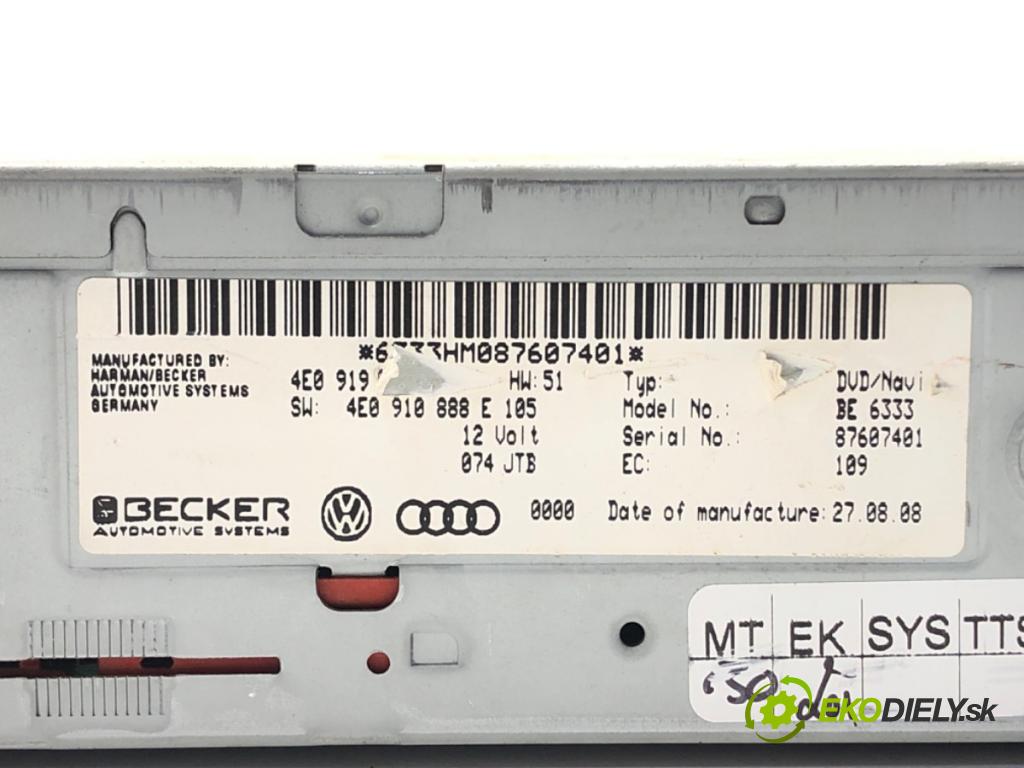 *6333HM087607401*
MANUFACTURED BY:
HARMAN/BECKER
AUTOMOTIVE SYSTEMS
GERMANY
4E0 919 HW:51
SW: 4E0 910 888 E 105
12 Volt
074 JTB
Typ: DVD/Navi
Model No.: BE 6333
Serial No.: 87607401
EC: 109
BECKER
AUTOMOTIVE SYSTEMS
0000 Date of manufacture: 27.08.08
MT EK SYS TTS
EKODIELY.sk